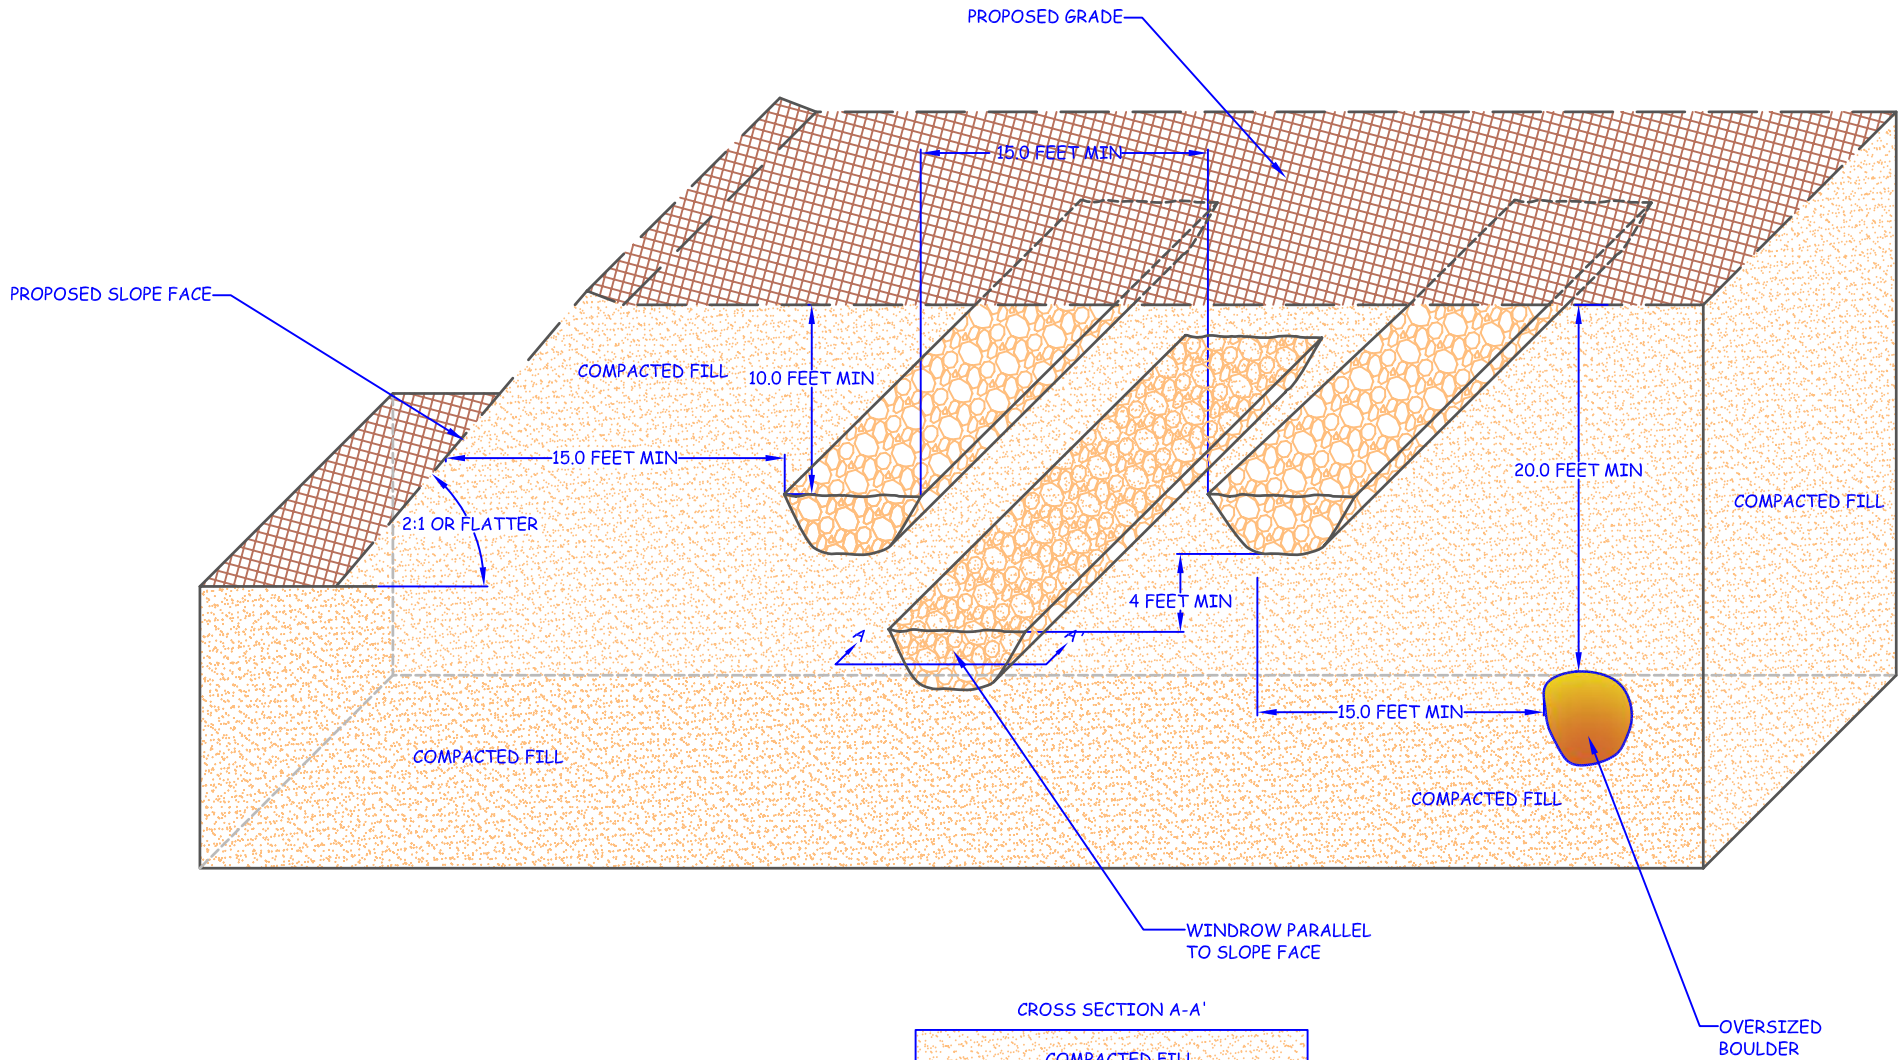 PROPOSED GRADE
15.0 FEET MIN
PROPOSED SLOPE FACE
COMPACTED FILL
10.0 FEET MIN
15.0 FEET MIN
20.0 FEET MIN
COMPACTED FILL
2:1 OR FLATTER
4 FEET MIN
A
A'
15.0 FEET MIN
COMPACTED FILL
COMPACTED FILL
WINDROW PARALLEL
TO SLOPE FACE
CROSS SECTION A-A'
OVERSIZED
BOULDER
COMPACTED FILL